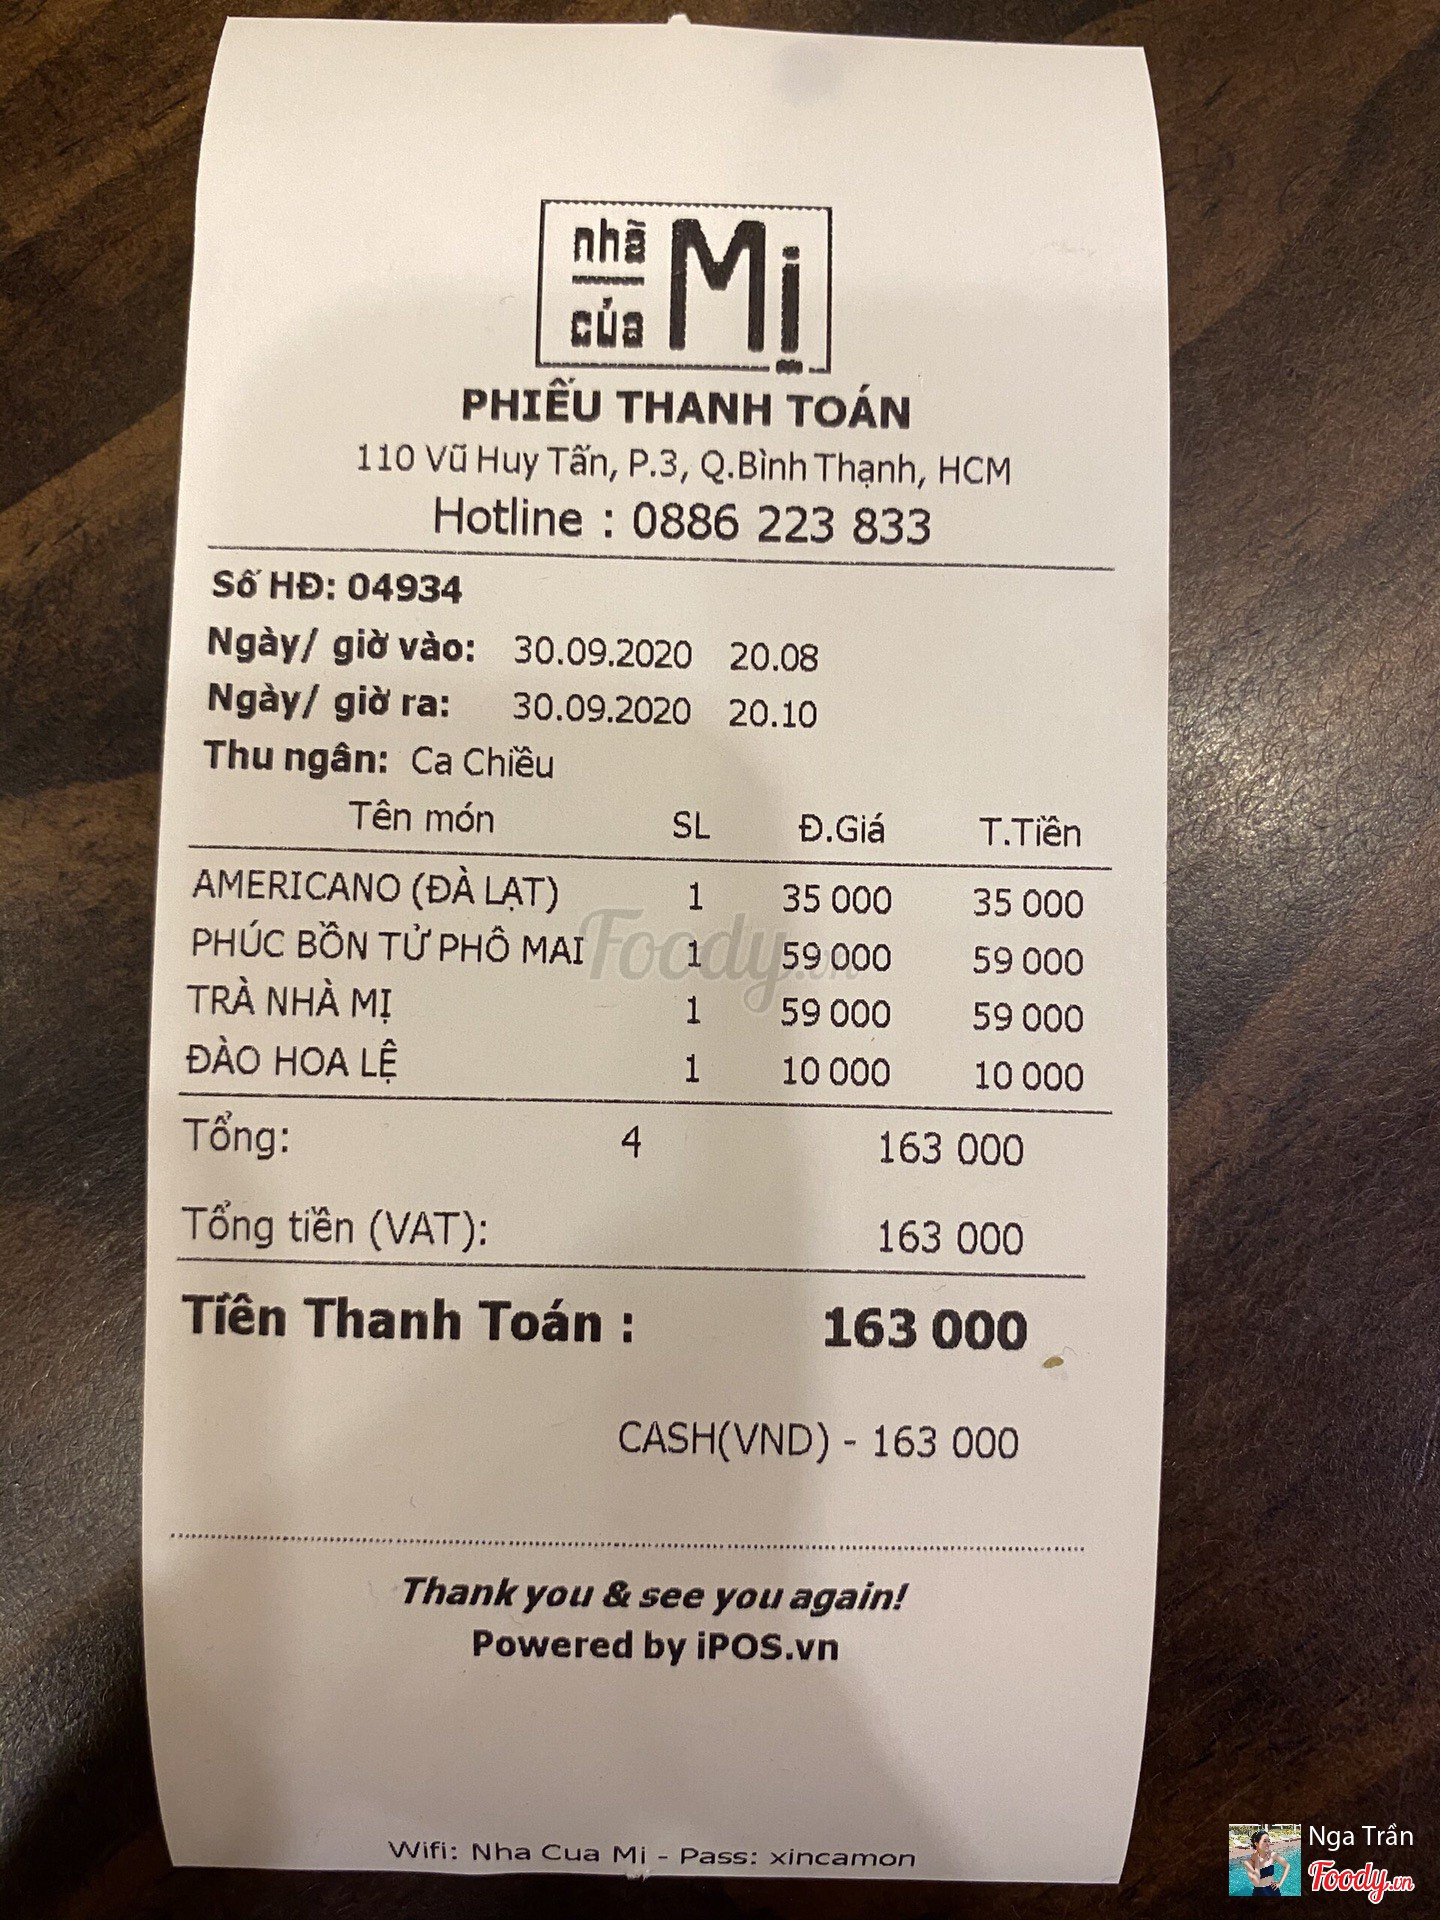 nhà
của
Mị
PHIẾU THANH TOÁN
110 Vũ Huy Tấn, P.3, Q.Bình Thạnh, HCM
Hotline : 0886 223 833
Số HĐ: 04934
Ngày/ giờ vào: 30.09.2020 20.08
Ngày/ giờ ra: 30.09.2020 20.10
Thu ngân: Ca Chiều
Tên món SL Đ.Giá T.Tiền
AMERICANO (ĐÀ LẠT) 1 35 000 35 000
PHÚC BỒN TỬ PHÔ MAI 1 59 000 59 000
TRÀ NHÀ MỊ 1 59 000 59 000
ĐÀO HOA LỆ 1 10 000 10 000
Foody.vn
Tổng: 4 163 000
Tổng tiền (VAT): 163 000
Tiền Thanh Toán : 163 000
CASH(VND) - 163 000
Thank you & see you again!
Powered by iPOS.vn
Wifi: Nha Cua Mi - Pass: xincamon
Nga Trần
Foody.vn